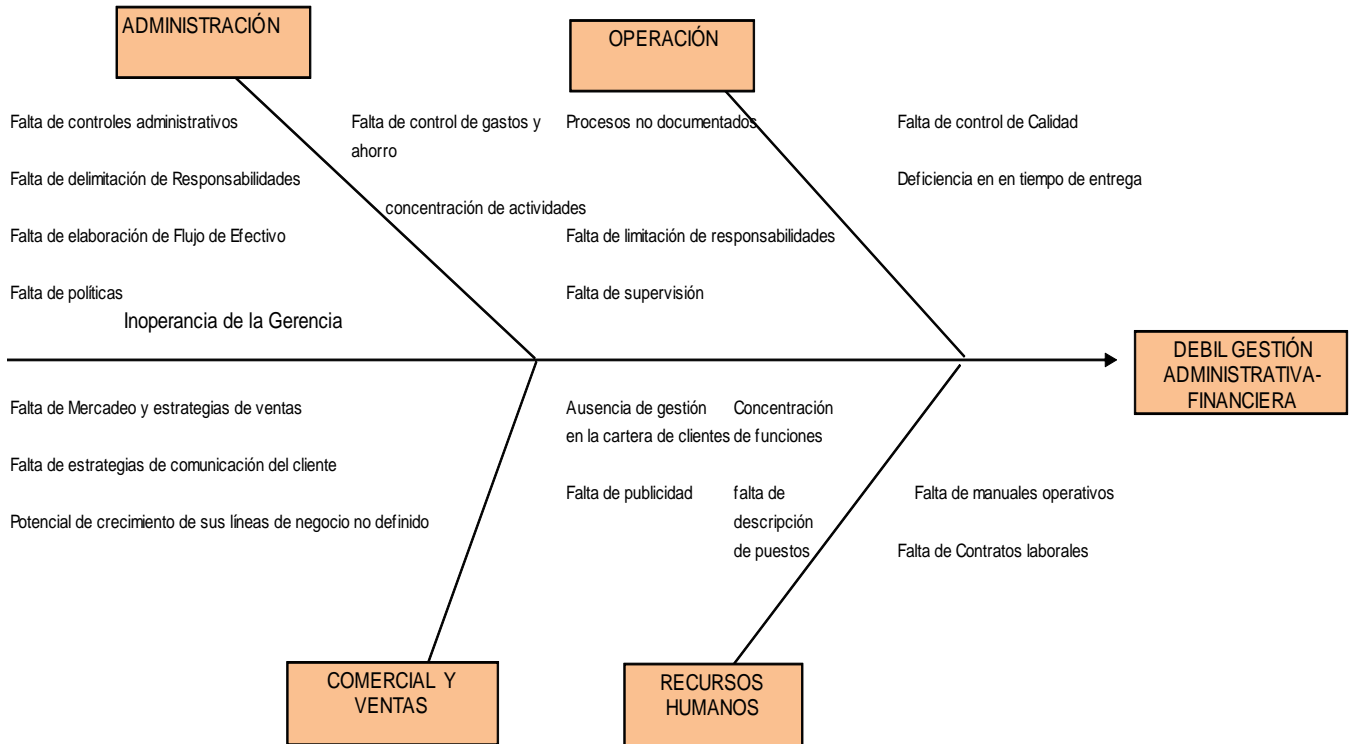 ADMINISTRACIÓN
OPERACIÓN
Falta de controles administrativos
Falta de control de gastos y
ahorro
Procesos no documentados
Falta de control de Calidad
Falta de delimitación de Responsabilidades
Deficiencia en en tiempo de entrega
concentración de actividades
Falta de elaboración de Flujo de Efectivo
Falta de limitación de responsabilidades
Falta de políticas
Falta de supervisión
Inoperancia de la Gerencia
DEBIL GESTIÓN
ADMINISTRATIVA-
FINANCIERA
Falta de Mercadeo y estrategias de ventas
Ausencia de gestión
en la cartera de clientes
Concentración
de funciones
Falta de estrategias de comunicación del cliente
Falta de publicidad
falta de
descripción
de puestos
Falta de manuales operativos
Potencial de crecimiento de sus líneas de negocio no definido
Falta de Contratos laborales
COMERCIAL Y
VENTAS
RECURSOS
HUMANOS